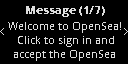 Message (1/7)
Welcome to OpenSea!
Click to sign in and
accept the OpenSea